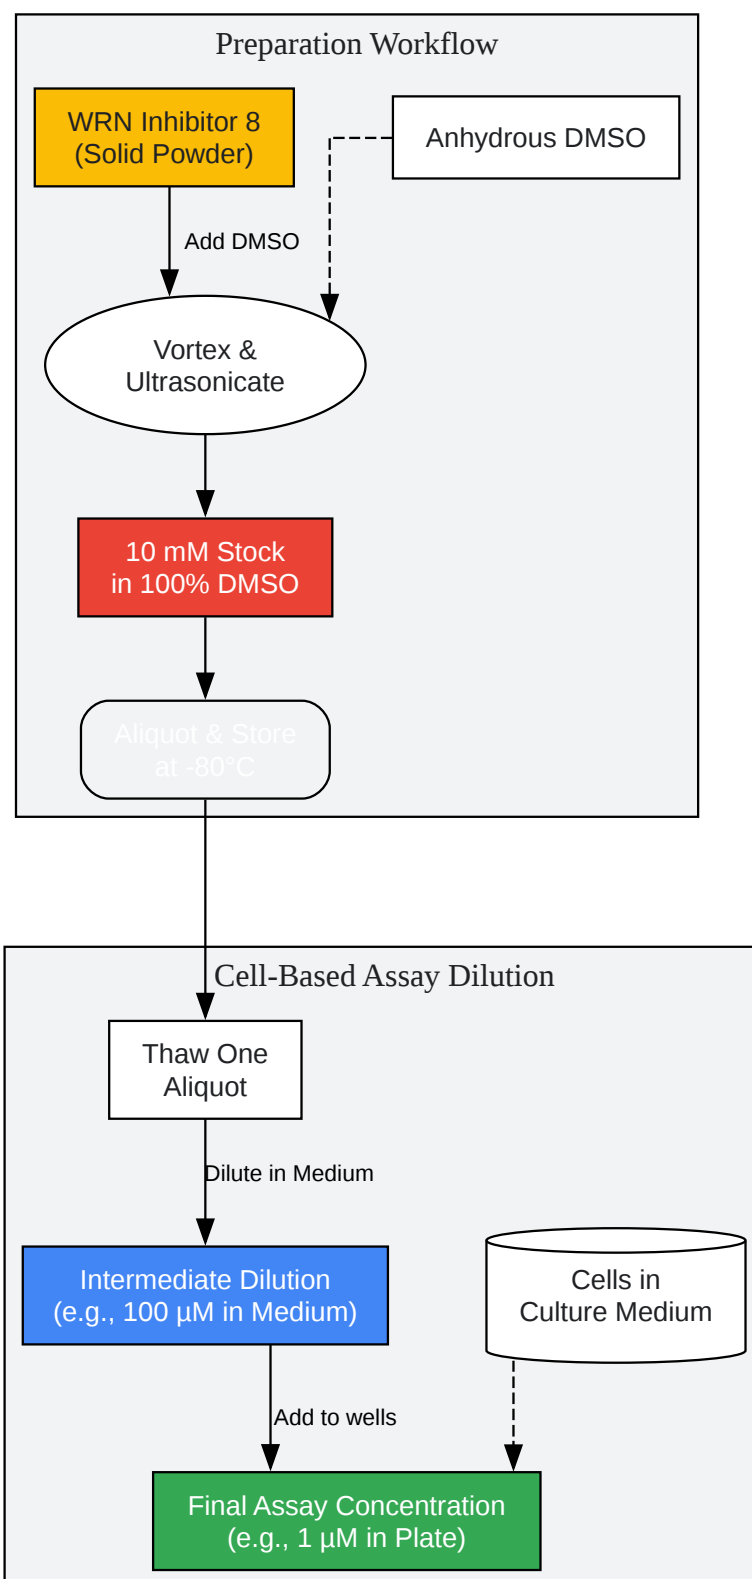 Preparation Workflow
WRN Inhibitor 8
(Solid Powder)
Anhydrous DMSO
Add DMSO
Vortex &
Ultrasonicate
10 mM Stock
in 100% DMSO
Aliquot & Store
at -80°C
Cell-Based Assay Dilution
Thaw One
Aliquot
Dilute in Medium
Intermediate Dilution
(e.g., 100 µM in Medium)
Cells in
Culture Medium
Add to wells
Final Assay Concentration
(e.g., 1 µM in Plate)